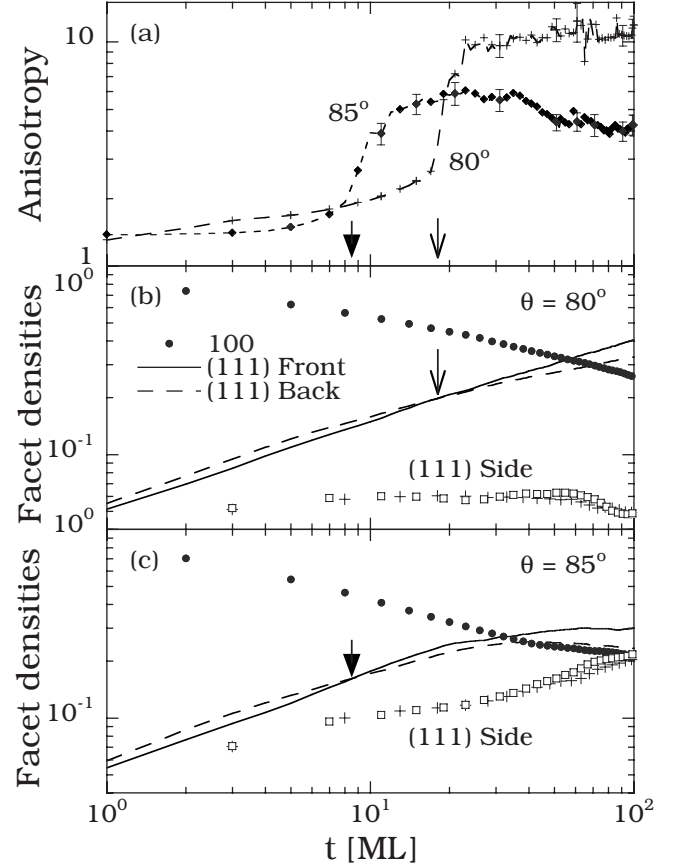 (a)
Anisotropy
10
1
85°
80°
(b)
θ = 80°
Facet densities
10⁰
10⁻¹
100
(111) Front
(111) Back
(111) Side
(c)
θ = 85°
Facet densities
10⁰
10⁻¹
(111) Side
10⁰
10¹
10²
t [ML]